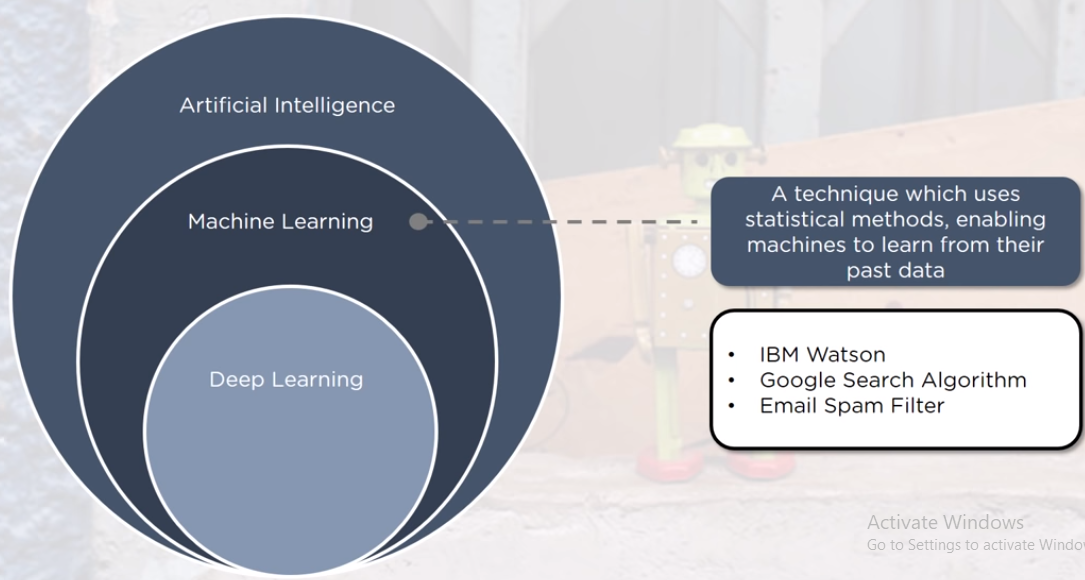 Artificial Intelligence
Machine Learning
Deep Learning
A technique which uses
statistical methods, enabling
machines to learn from their
past data
• IBM Watson
• Google Search Algorithm
• Email Spam Filter
Activate Windows
Go to Settings to activate Windo